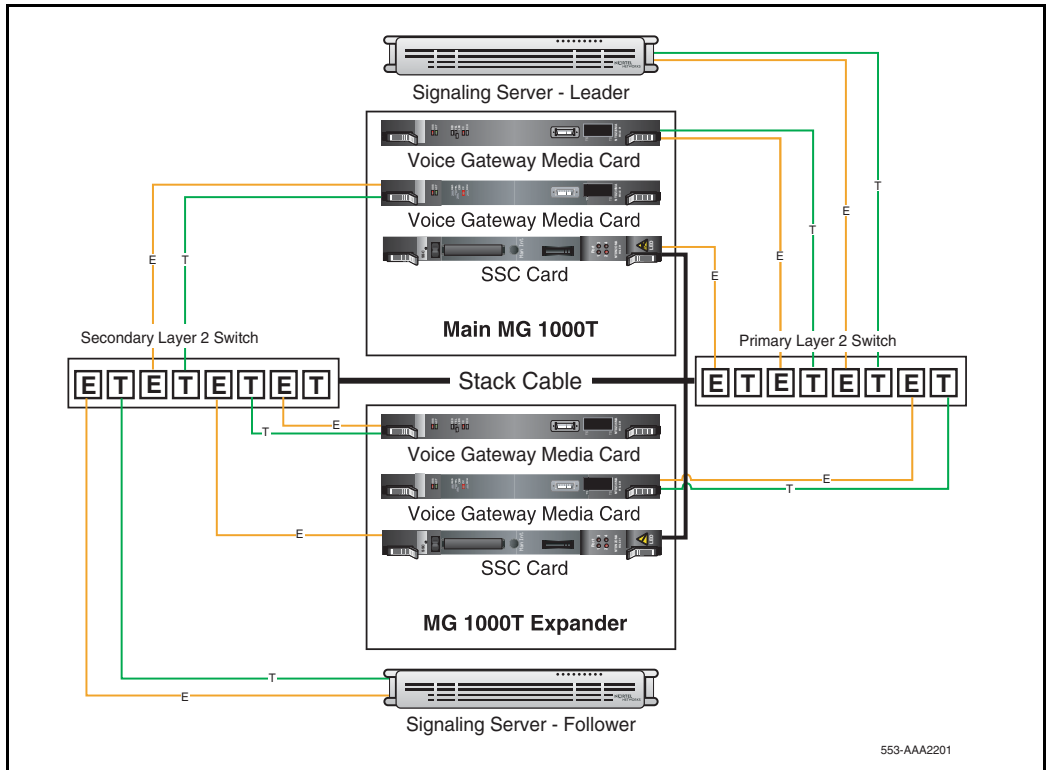 Signaling Server - Leader
Voice Gateway Media Card
Voice Gateway Media Card
SSC Card
Main MG 1000T
E
T
E
T
E
T
E
Secondary Layer 2 Switch
Primary Layer 2 Switch
E T E T E T E T
Stack Cable
E T E T E T E T
Voice Gateway Media Card
Voice Gateway Media Card
SSC Card
MG 1000T Expander
E
T
E
E
T
T
E
Signaling Server - Follower
553-AAA2201